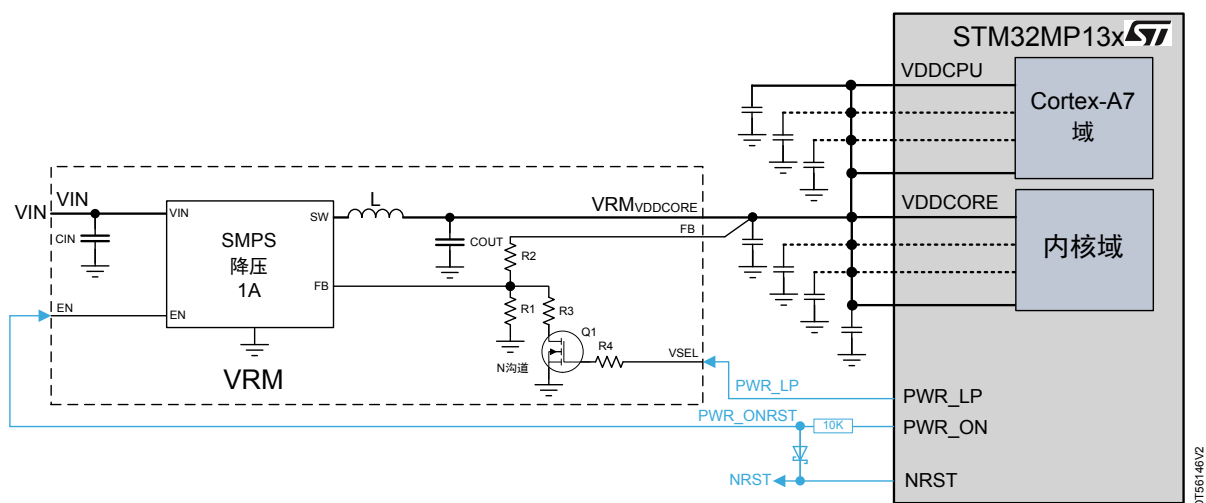 STM32MP13x
VDDCPU
Cortex-A7
域
VDDCORE
内核域
VIN
VIN
VIN
CIN
SMPS
降压
1A
SW
L
VRMVDDCORE
FB
COUT
R2
FB
R1
R3
Q1
N沟道
R4
VSEL
EN
EN
VRM
PWR_LP
PWR_LP
PWR_ONRST
10K
PWR_ON
NRST
NRST
DT56146V2